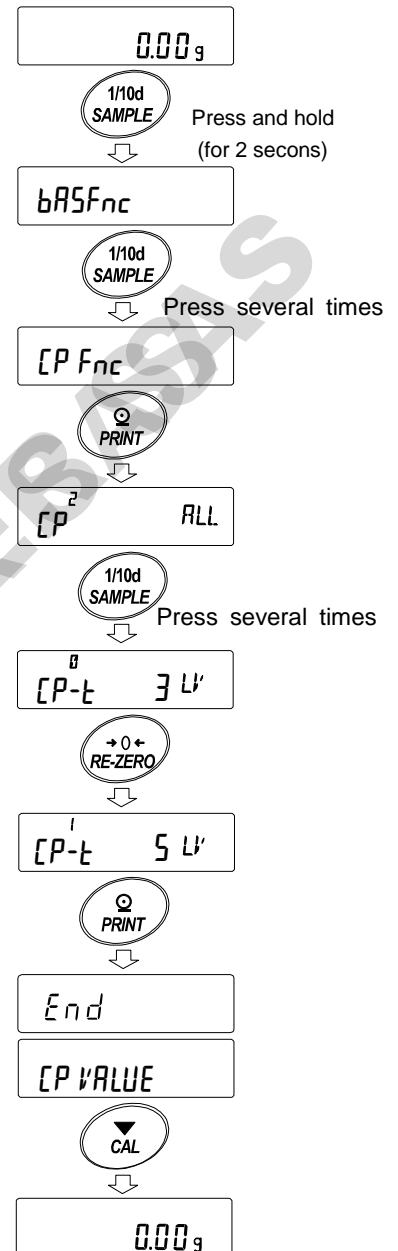 0.00 g
1/10d
SAMPLE
Press and hold
(for 2 secons)
bASFnc
1/10d
SAMPLE
Press several times
CP Fnc
PRINT
2
CP ALL
1/10d
SAMPLE
Press several times
0
CP-t 3 LV
→0←
RE-ZERO
1
CP-t 5 LV
PRINT
End
CP VALUE
CAL
0.00 g